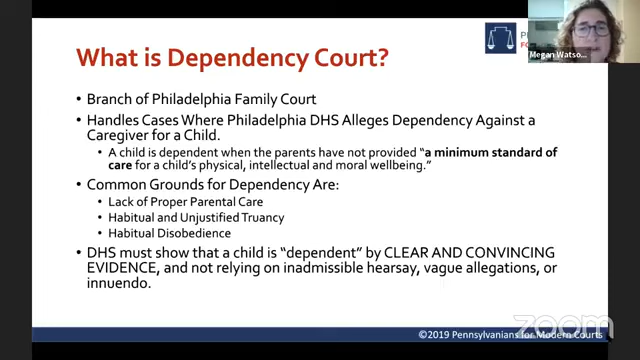 What is Dependency Court?
P
FO
Megan Watso...
• Branch of Philadelphia Family Court
• Handles Cases Where Philadelphia DHS Alleges Dependency Against a
Caregiver for a Child.
• A child is dependent when the parents have not provided "a minimum standard of
care for a child's physical, intellectual and moral wellbeing."
• Common Grounds for Dependency Are:
• Lack of Proper Parental Care
• Habitual and Unjustified Truancy
• Habitual Disobedience
• DHS must show that a child is "dependent" by CLEAR AND CONVINCING
EVIDENCE, and not relying on inadmissible hearsay, vague allegations, or
innuendo.
zoom
©2019 Pennsylvanians for Modern Courts